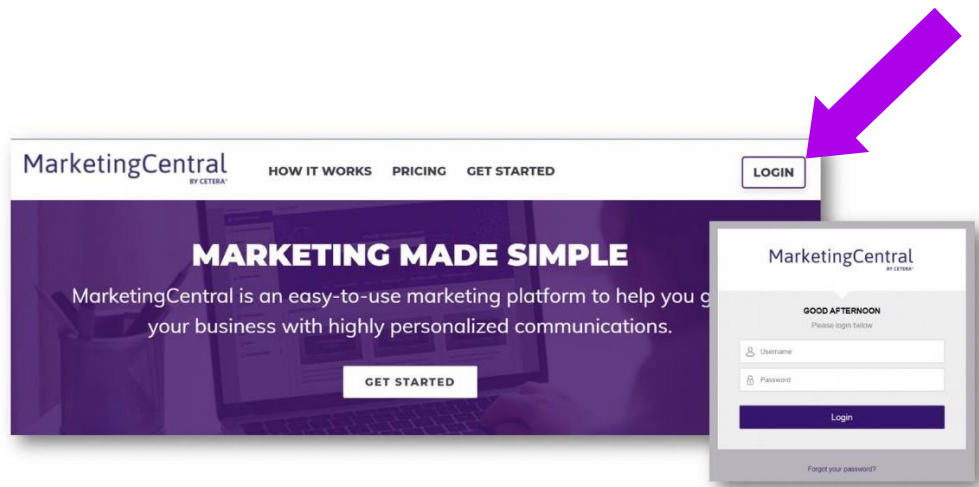 MarketingCentral
BY CETERA®
HOW IT WORKS PRICING GET STARTED
LOGIN
MARKETING MADE SIMPLE
MarketingCentral is an easy-to-use marketing platform to help you g
your business with highly personalized communications.
GET STARTED
MarketingCentral
BY CETERA®
GOOD AFTERNOON
Please login below
Username
Password
Login
Forgot your password?